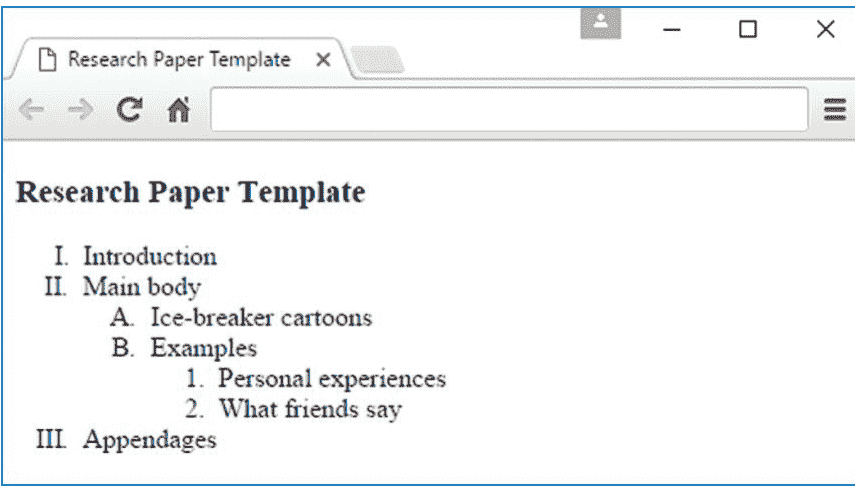 Research Paper Template
Research Paper Template
I. Introduction
II. Main body
A. Ice-breaker cartoons
B. Examples
1. Personal experiences
2. What friends say
III. Appendages